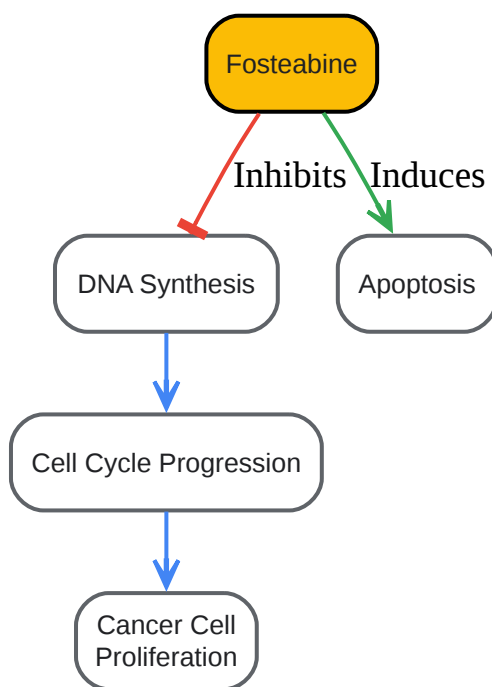 Fosteabine
Inhibits
Induces
DNA Synthesis
Apoptosis
Cell Cycle Progression
Cancer Cell
Proliferation